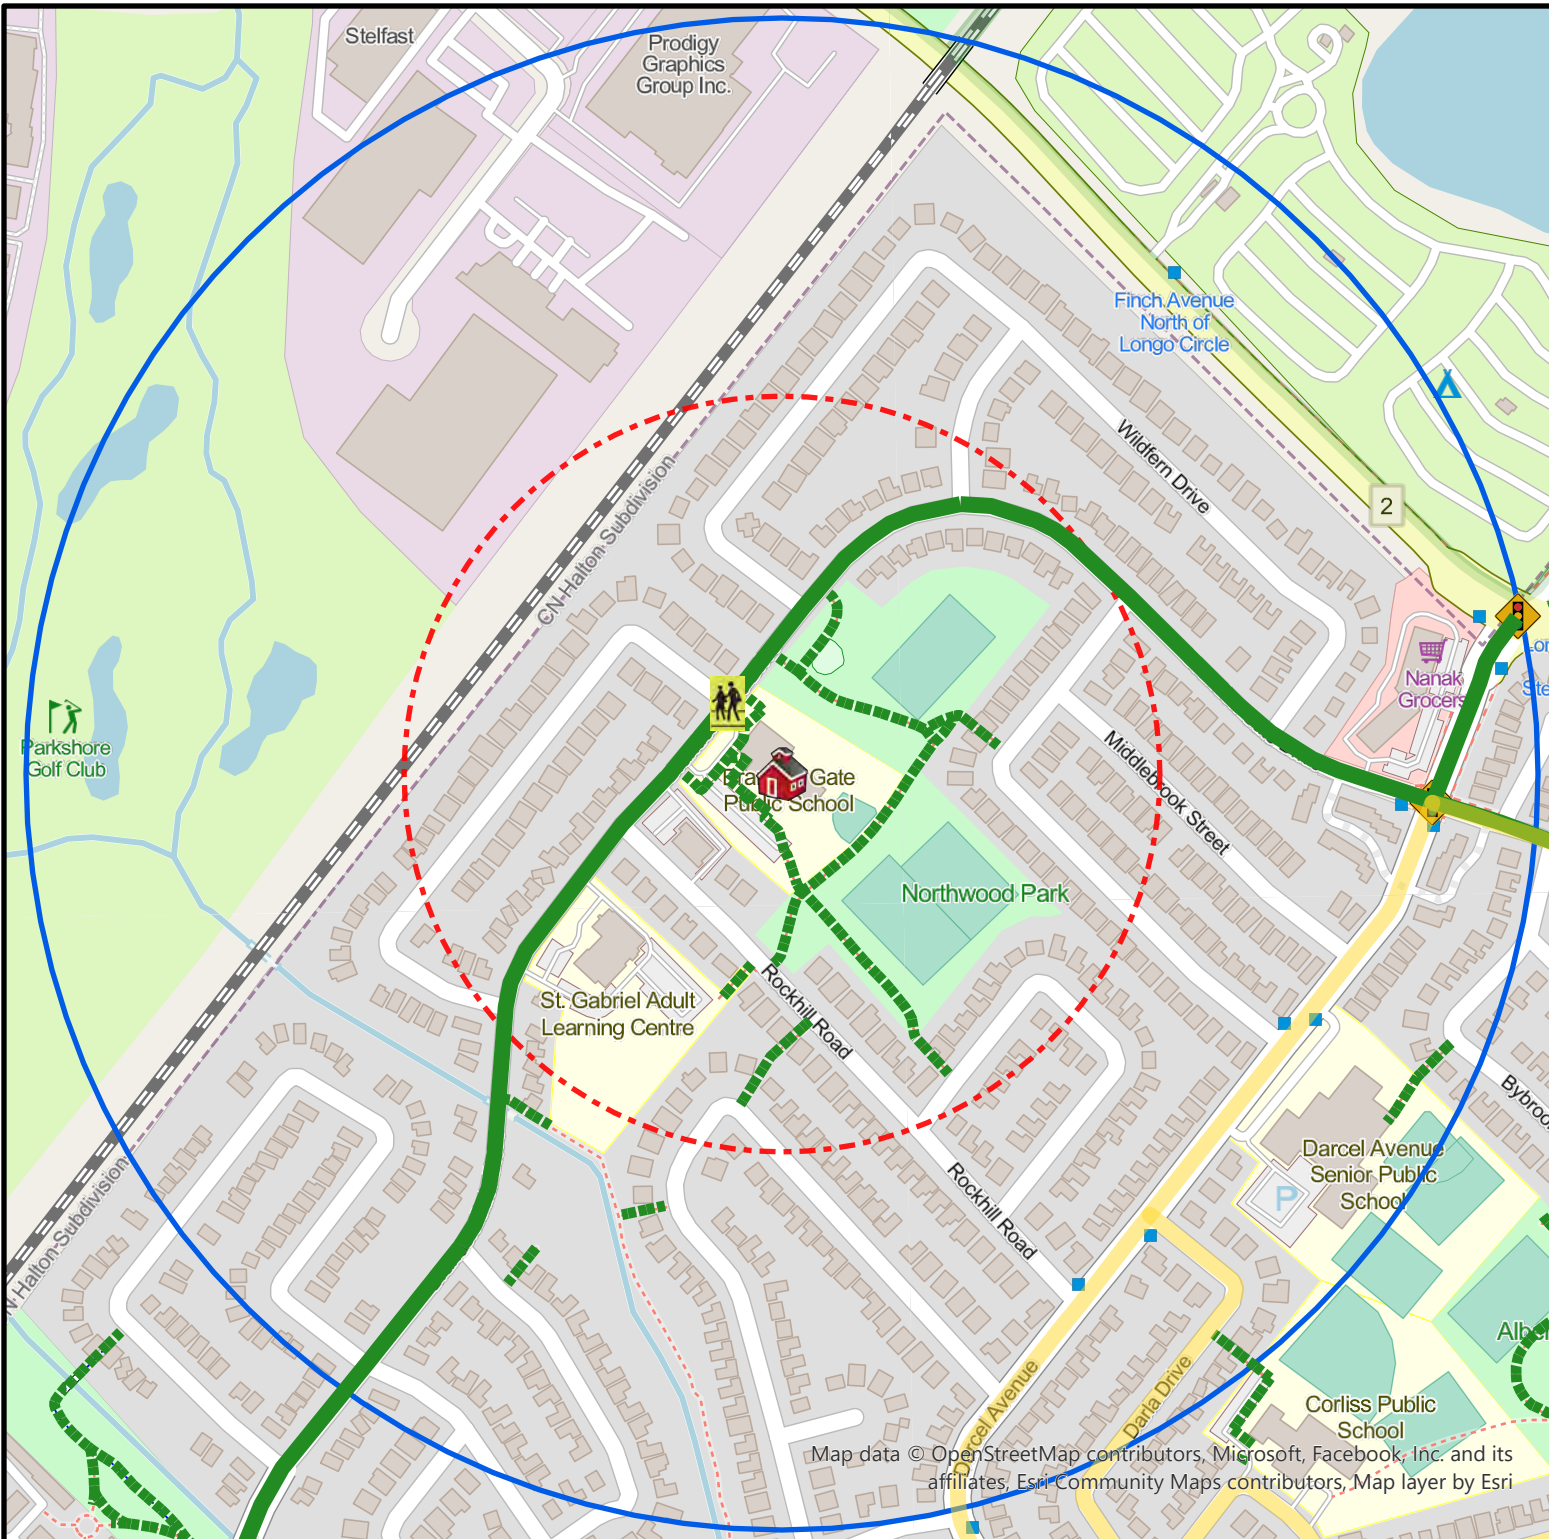 Stelfast
Prodigy
Graphics
Group Inc.
Finch Avenue
North of
Longo Circle
Wildfern Drive
2
CN Halton Subdivision
Nanak
Grocers
Parkshore
Golf Club
Gate
Public School
Middlebrook Street
Northwood Park
St. Gabriel Adult
Learning Centre
Rockhill Road
Darcel Avenue
Senior Public
School
P
Rockhill Road
N Halton Subdivision
Darcel Avenue
Darla Drive
Corliss Public
School
Map data © OpenStreetMap contributors, Microsoft, Facebook, Inc. and its
affiliates, Esri Community Maps contributors, Map layer by Esri